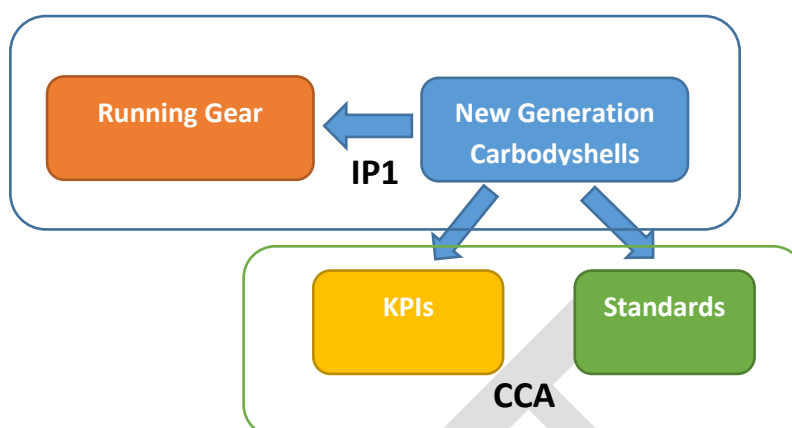 Running Gear
New Generation
Carbodyshells
IP1
KPIs
Standards
CCA